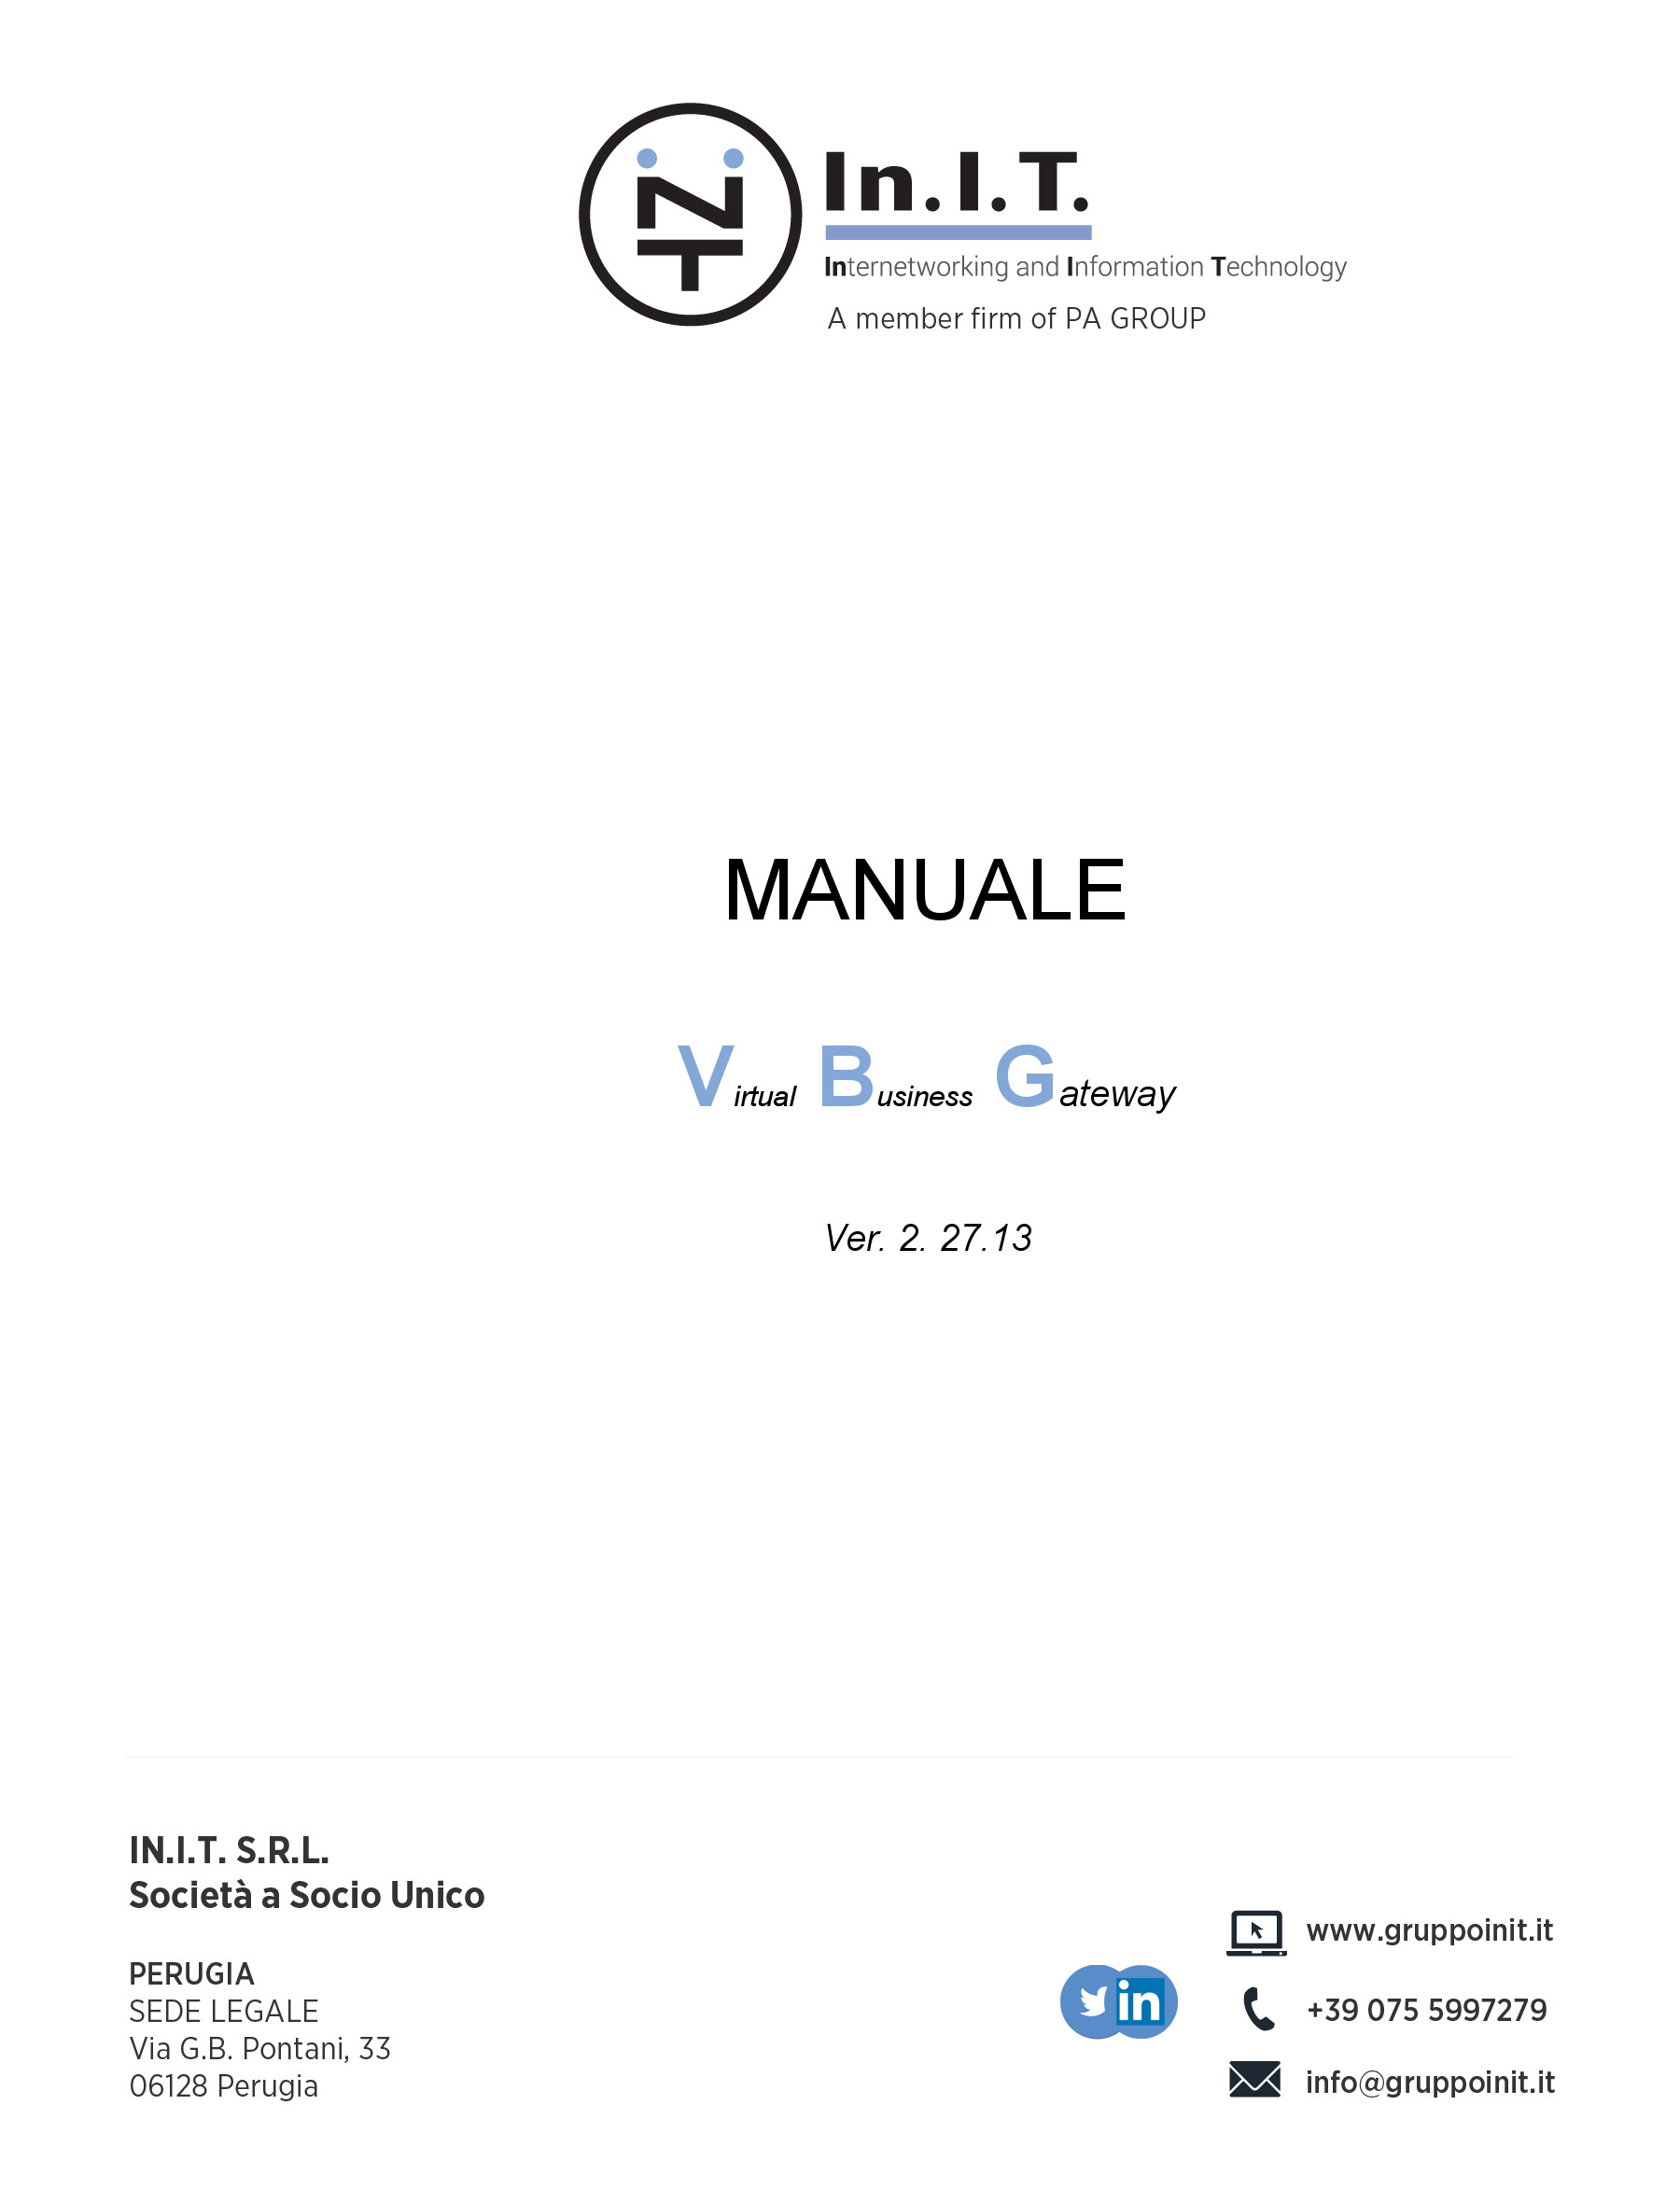 In.I.T.
Internetworking and Information Technology
A member firm of PA GROUP
MANUALE
Virtual Business Gateway
Ver. 2. 27.13
IN.I.T. S.R.L.
Società a Socio Unico
PERUGIA
SEDE LEGALE
Via G.B. Pontani, 33
06128 Perugia
in
www.gruppoinit.it
+39 075 5997279
info@gruppoinit.it